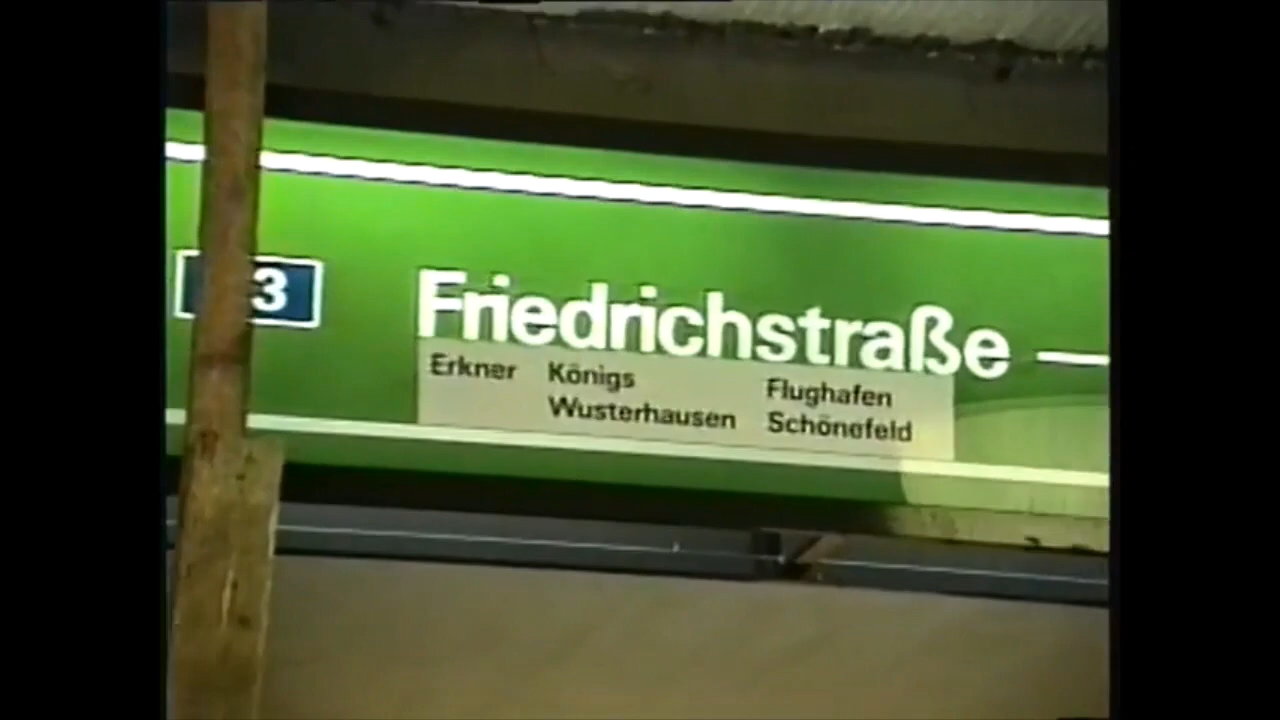 3 Friedrichstraße —
Erkner Königs Flughafen
Wusterhausen Schönefeld